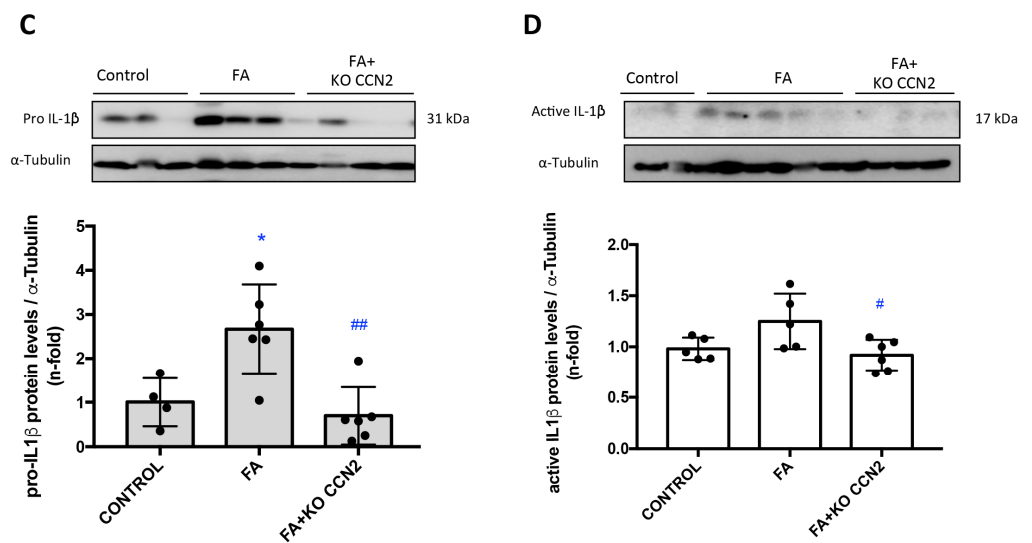 C
Control
FA
FA+
KO CCN2
Pro IL-1β
31 kDa
α-Tubulin
pro-IL1β protein levels / α-Tubulin
(n-fold)
5
4
3
2
1
0
*
##
CONTROL
FA
FA+KO CCN2
D
Control
FA
FA+
KO CCN2
Active IL-1β
17 kDa
α-Tubulin
active IL1β protein levels / α-Tubulin
(n-fold)
2.0
1.5
1.0
0.5
0.0
#
CONTROL
FA
FA+KO CCN2